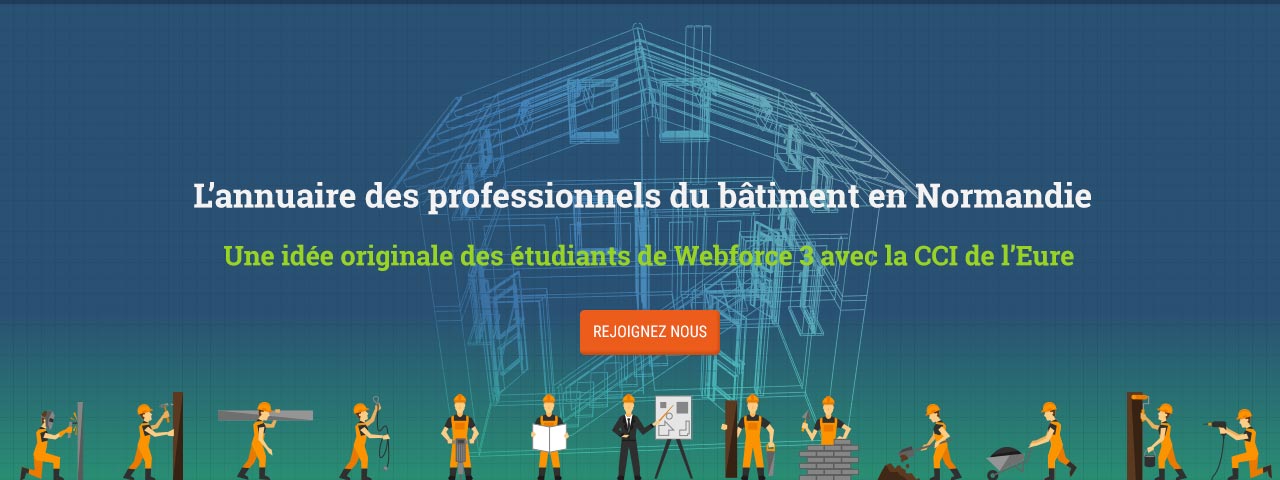 L’annuaire des professionnels du bâtiment en Normandie
Une idée originale des étudiants de Webforce 3 avec la CCI de l’Eure
REJOIGNEZ NOUS